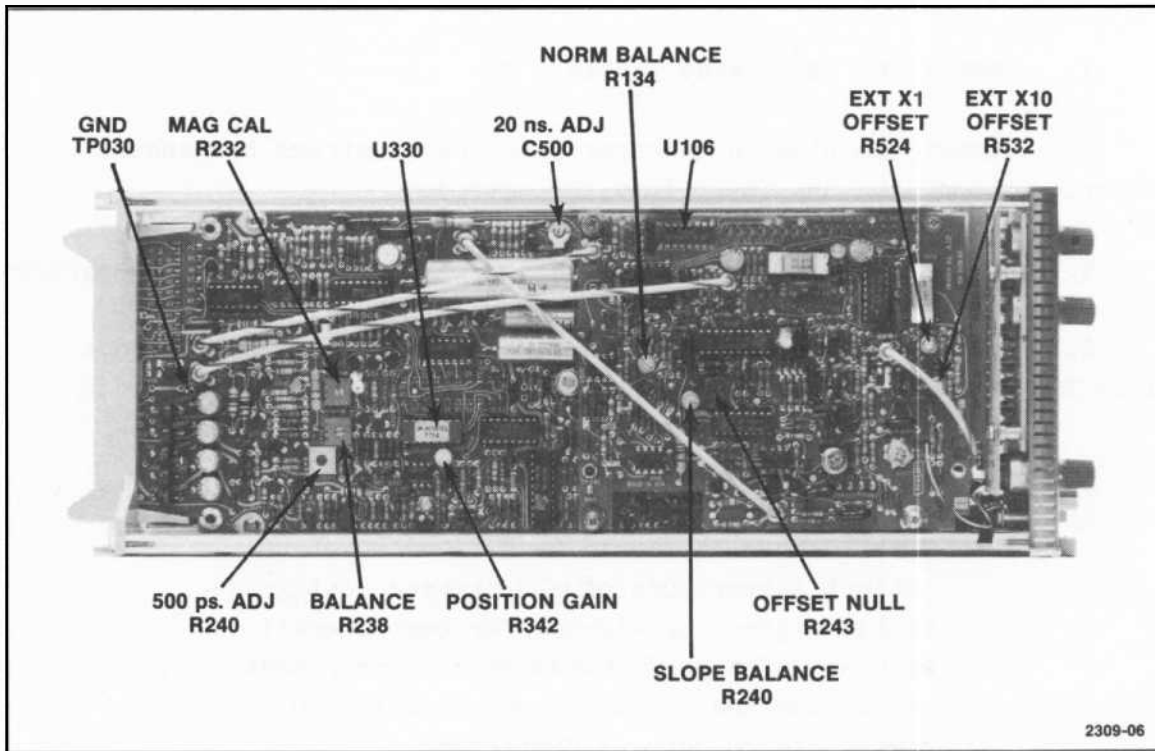 NORM BALANCE
R134
GND
TP030
MAG CAL
R232
U330
20 ns. ADJ
C500
U106
EXT X1
OFFSET
R524
EXT X10
OFFSET
R532
500 ps. ADJ
R240
BALANCE
R238
POSITION GAIN
R342
OFFSET NULL
R243
SLOPE BALANCE
R240
2309-06